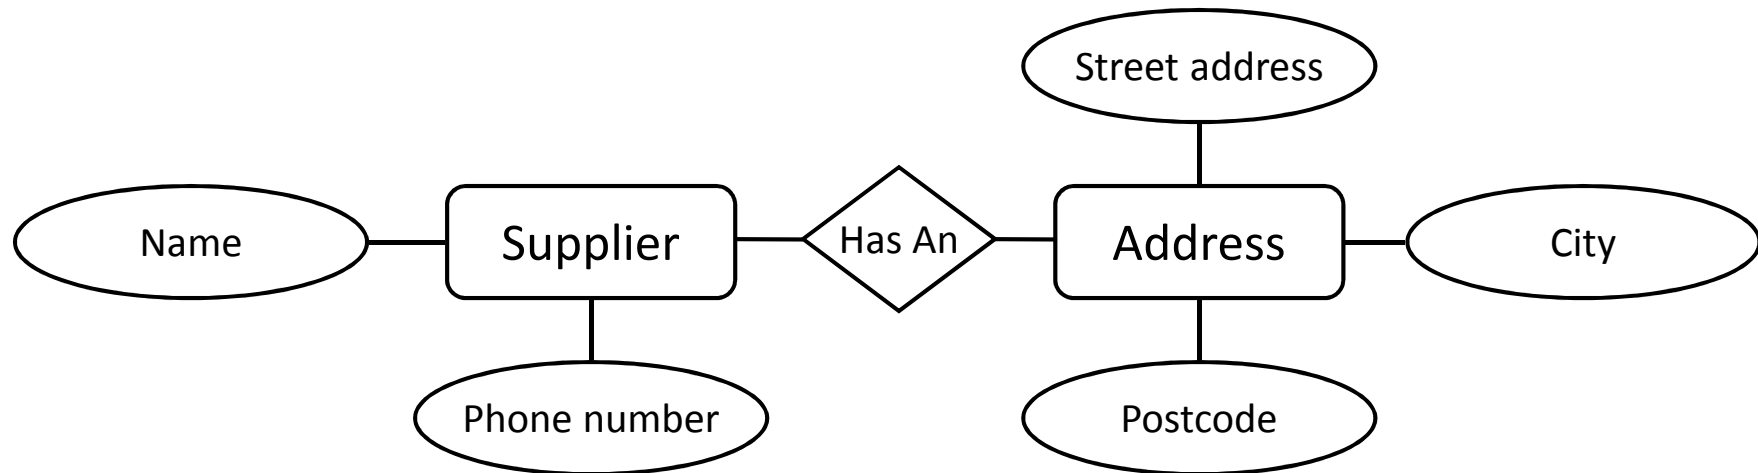 Street address
Name
Supplier
Has An
Address
City
Phone number
Postcode